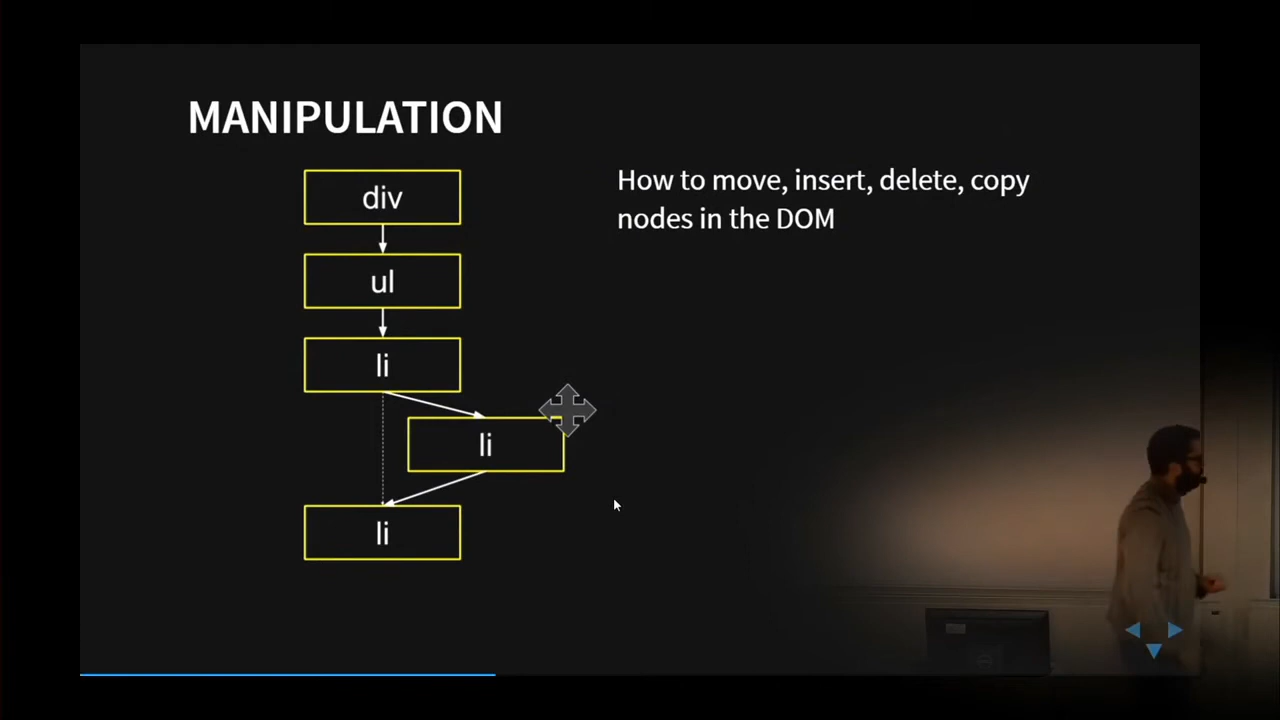 MANIPULATION
div
ul
li
li
li
How to move, insert, delete, copy
nodes in the DOM